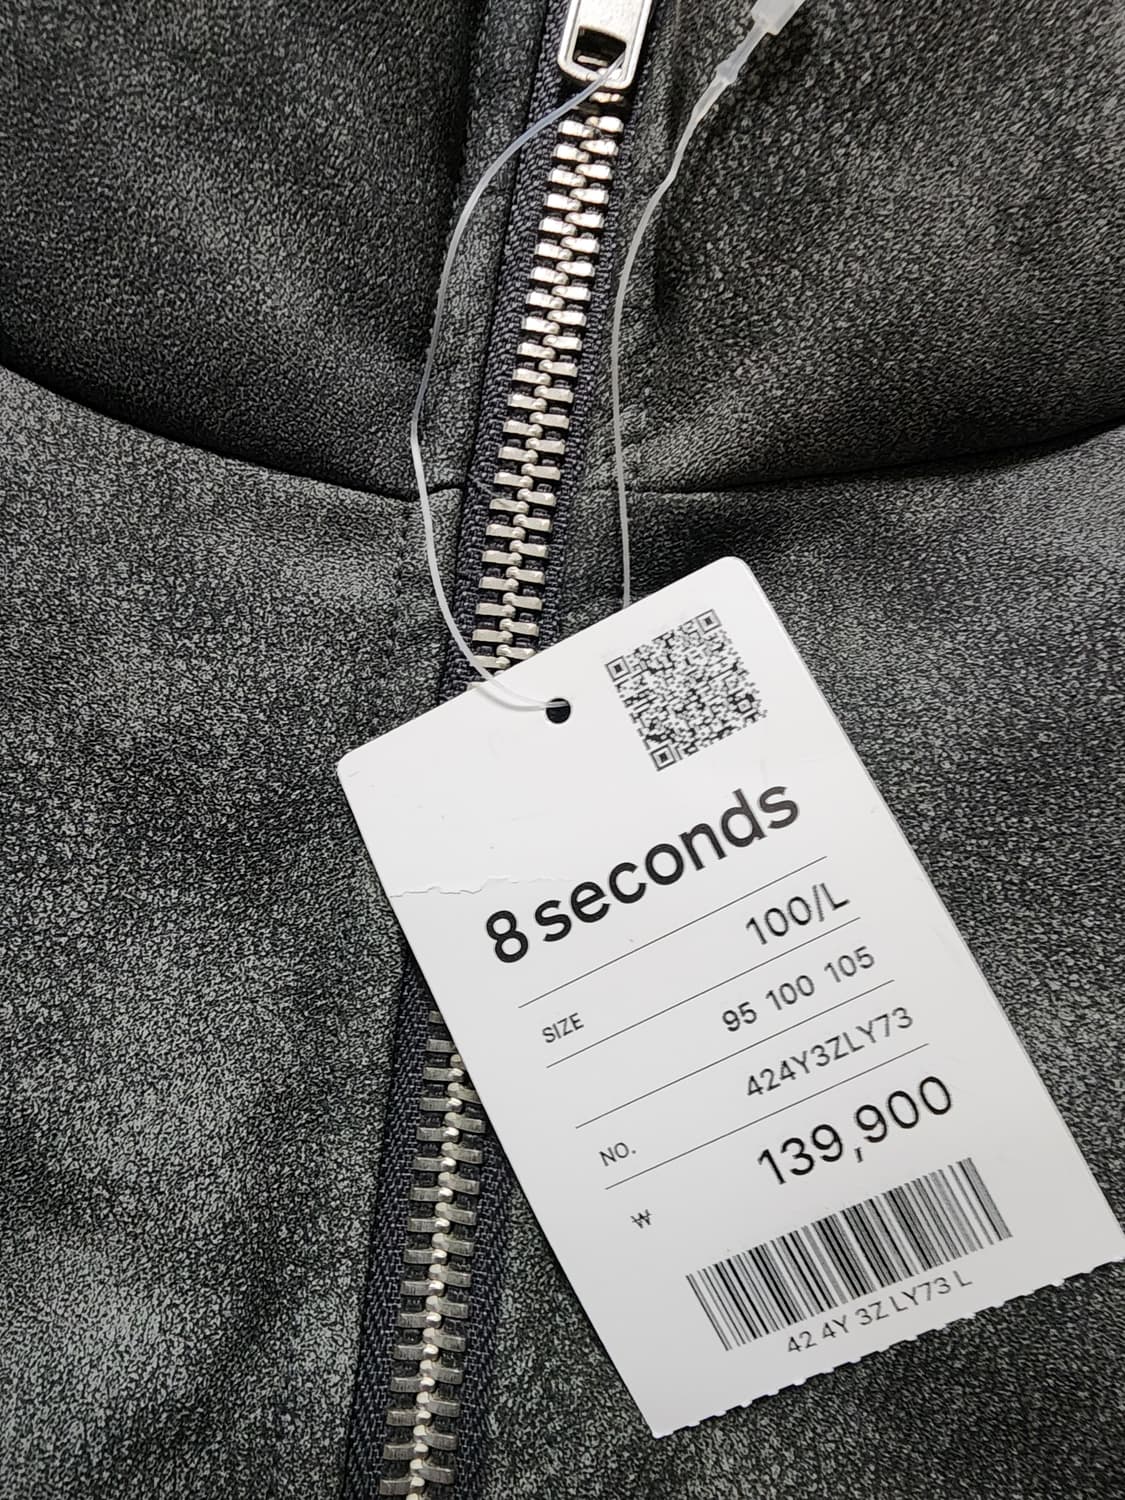 8 seconds
100/L
SIZE 95 100 105
424Y3ZLY73
NO.
139,900
₩
42 4Y 3Z LY73 L